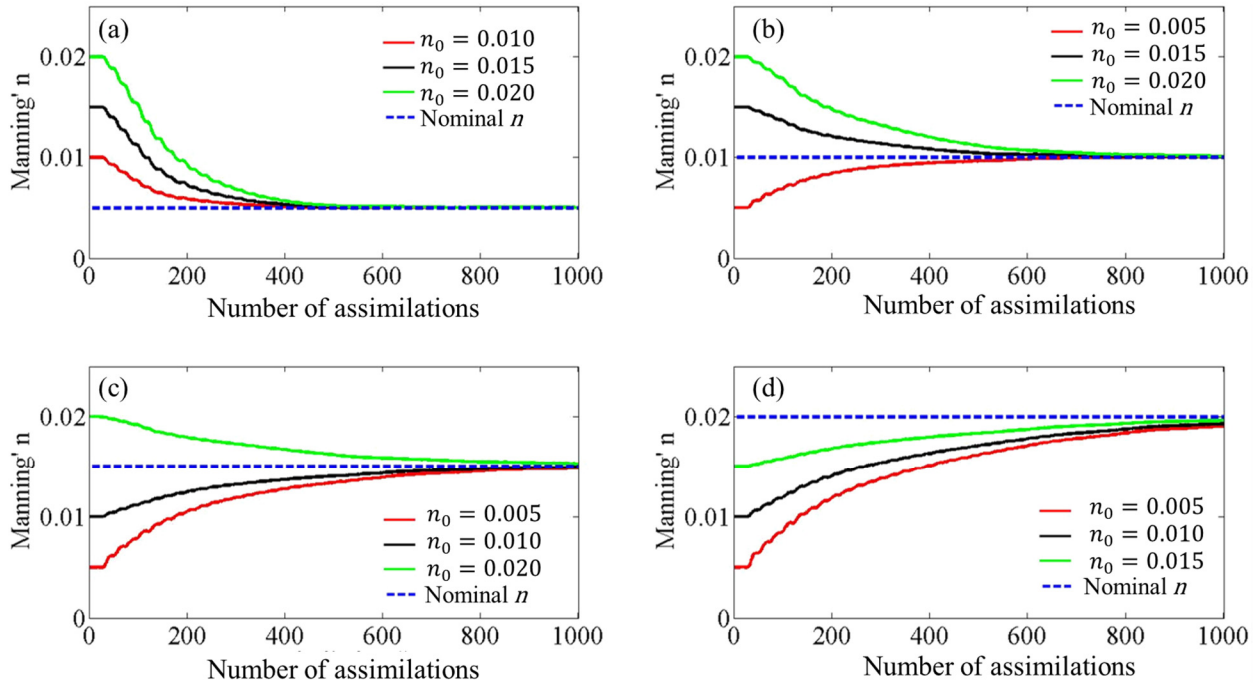 (a)
n₀ = 0.010
n₀ = 0.015
n₀ = 0.020
Nominal n
0.02
0.01
0
Manning' n
0 200 400 600 800 1000
Number of assimilations
(b)
n₀ = 0.005
n₀ = 0.015
n₀ = 0.020
Nominal n
0.02
0.01
0
Manning' n
0 200 400 600 800 1000
Number of assimilations
(c)
n₀ = 0.005
n₀ = 0.010
n₀ = 0.020
Nominal n
0.02
0.01
0
Manning' n
0 200 400 600 800 1000
Number of assimilations
(d)
n₀ = 0.005
n₀ = 0.010
n₀ = 0.015
Nominal n
0.02
0.01
0
Manning' n
0 200 400 600 800 1000
Number of assimilations